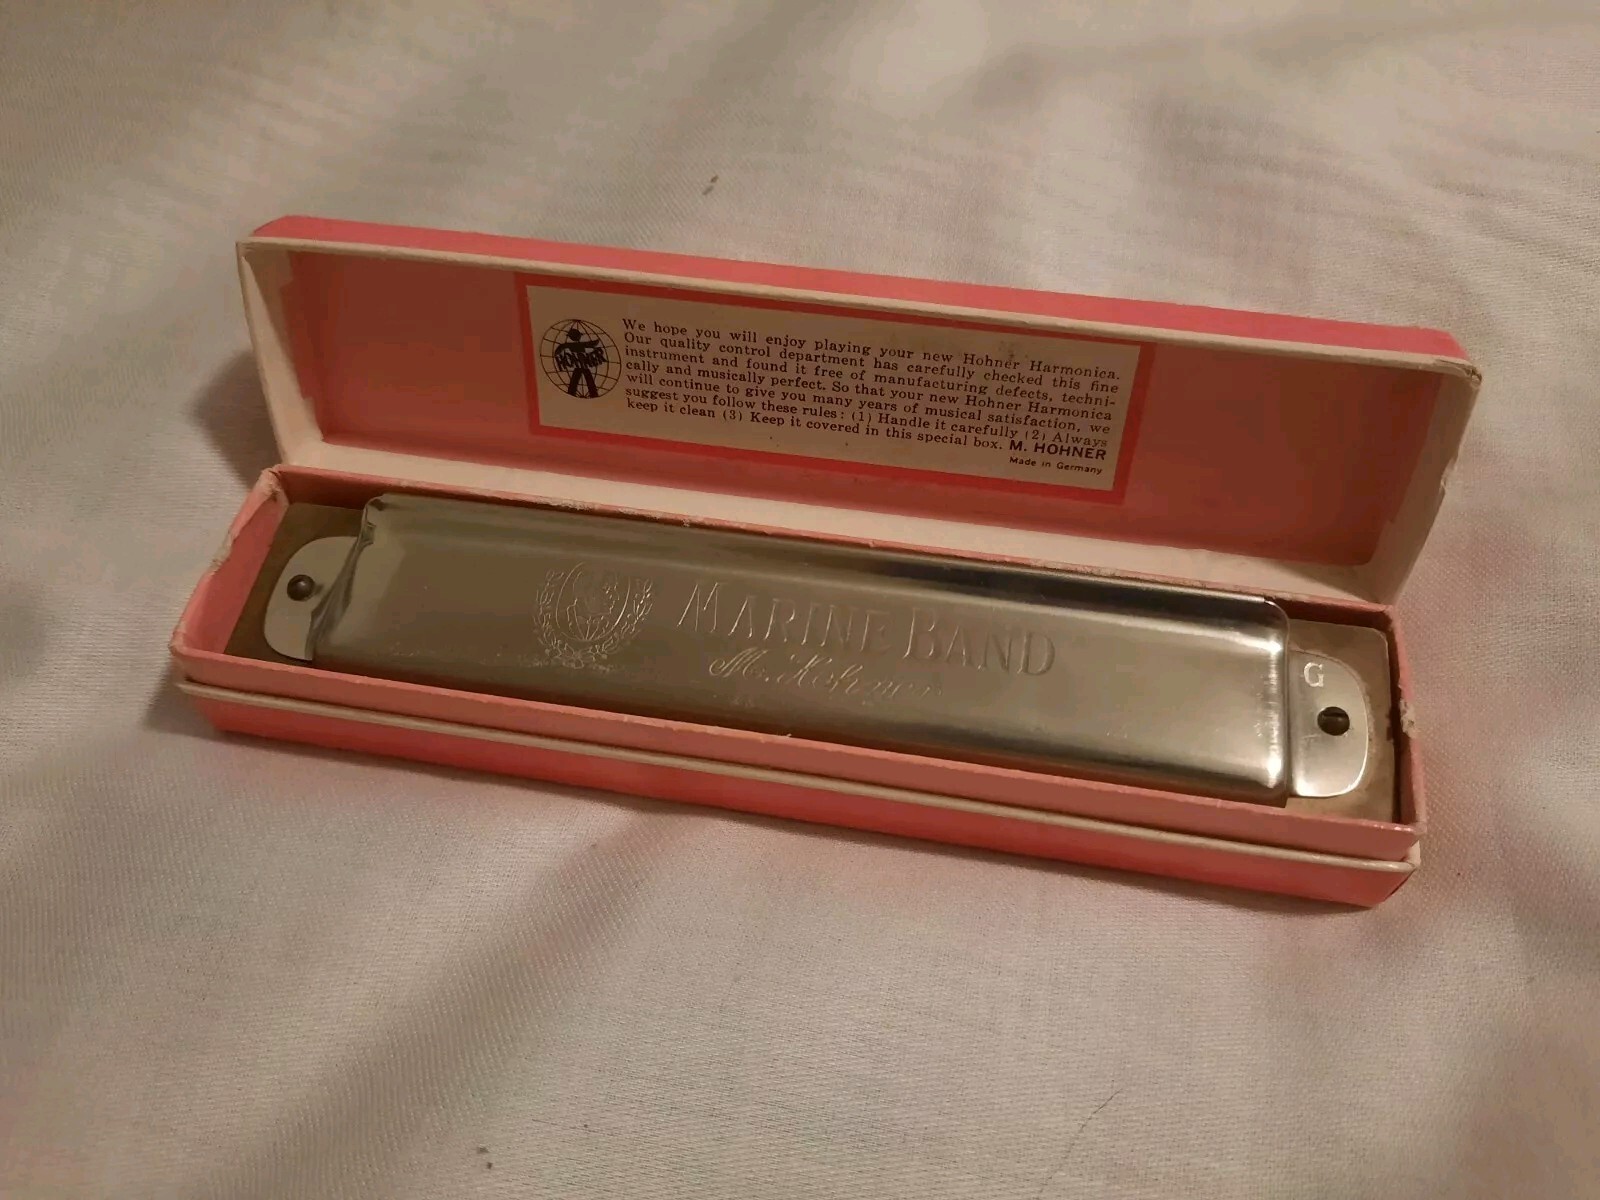 HOHNER
We hope you will enjoy playing your new Hohner Harmonica.
Our quality control department has carefully checked this fine
instrument and found it free of manufacturing defects, techni-
cally and musically perfect. So that your new Hohner Harmonica
will continue to give you many years of musical satisfaction, we
suggest you follow these rules: (1) Handle it carefully (2) Always
keep it clean (3) Keep it covered in this special box. M. HOHNER
Made in Germany
MARINE BAND
M. Hohner
G